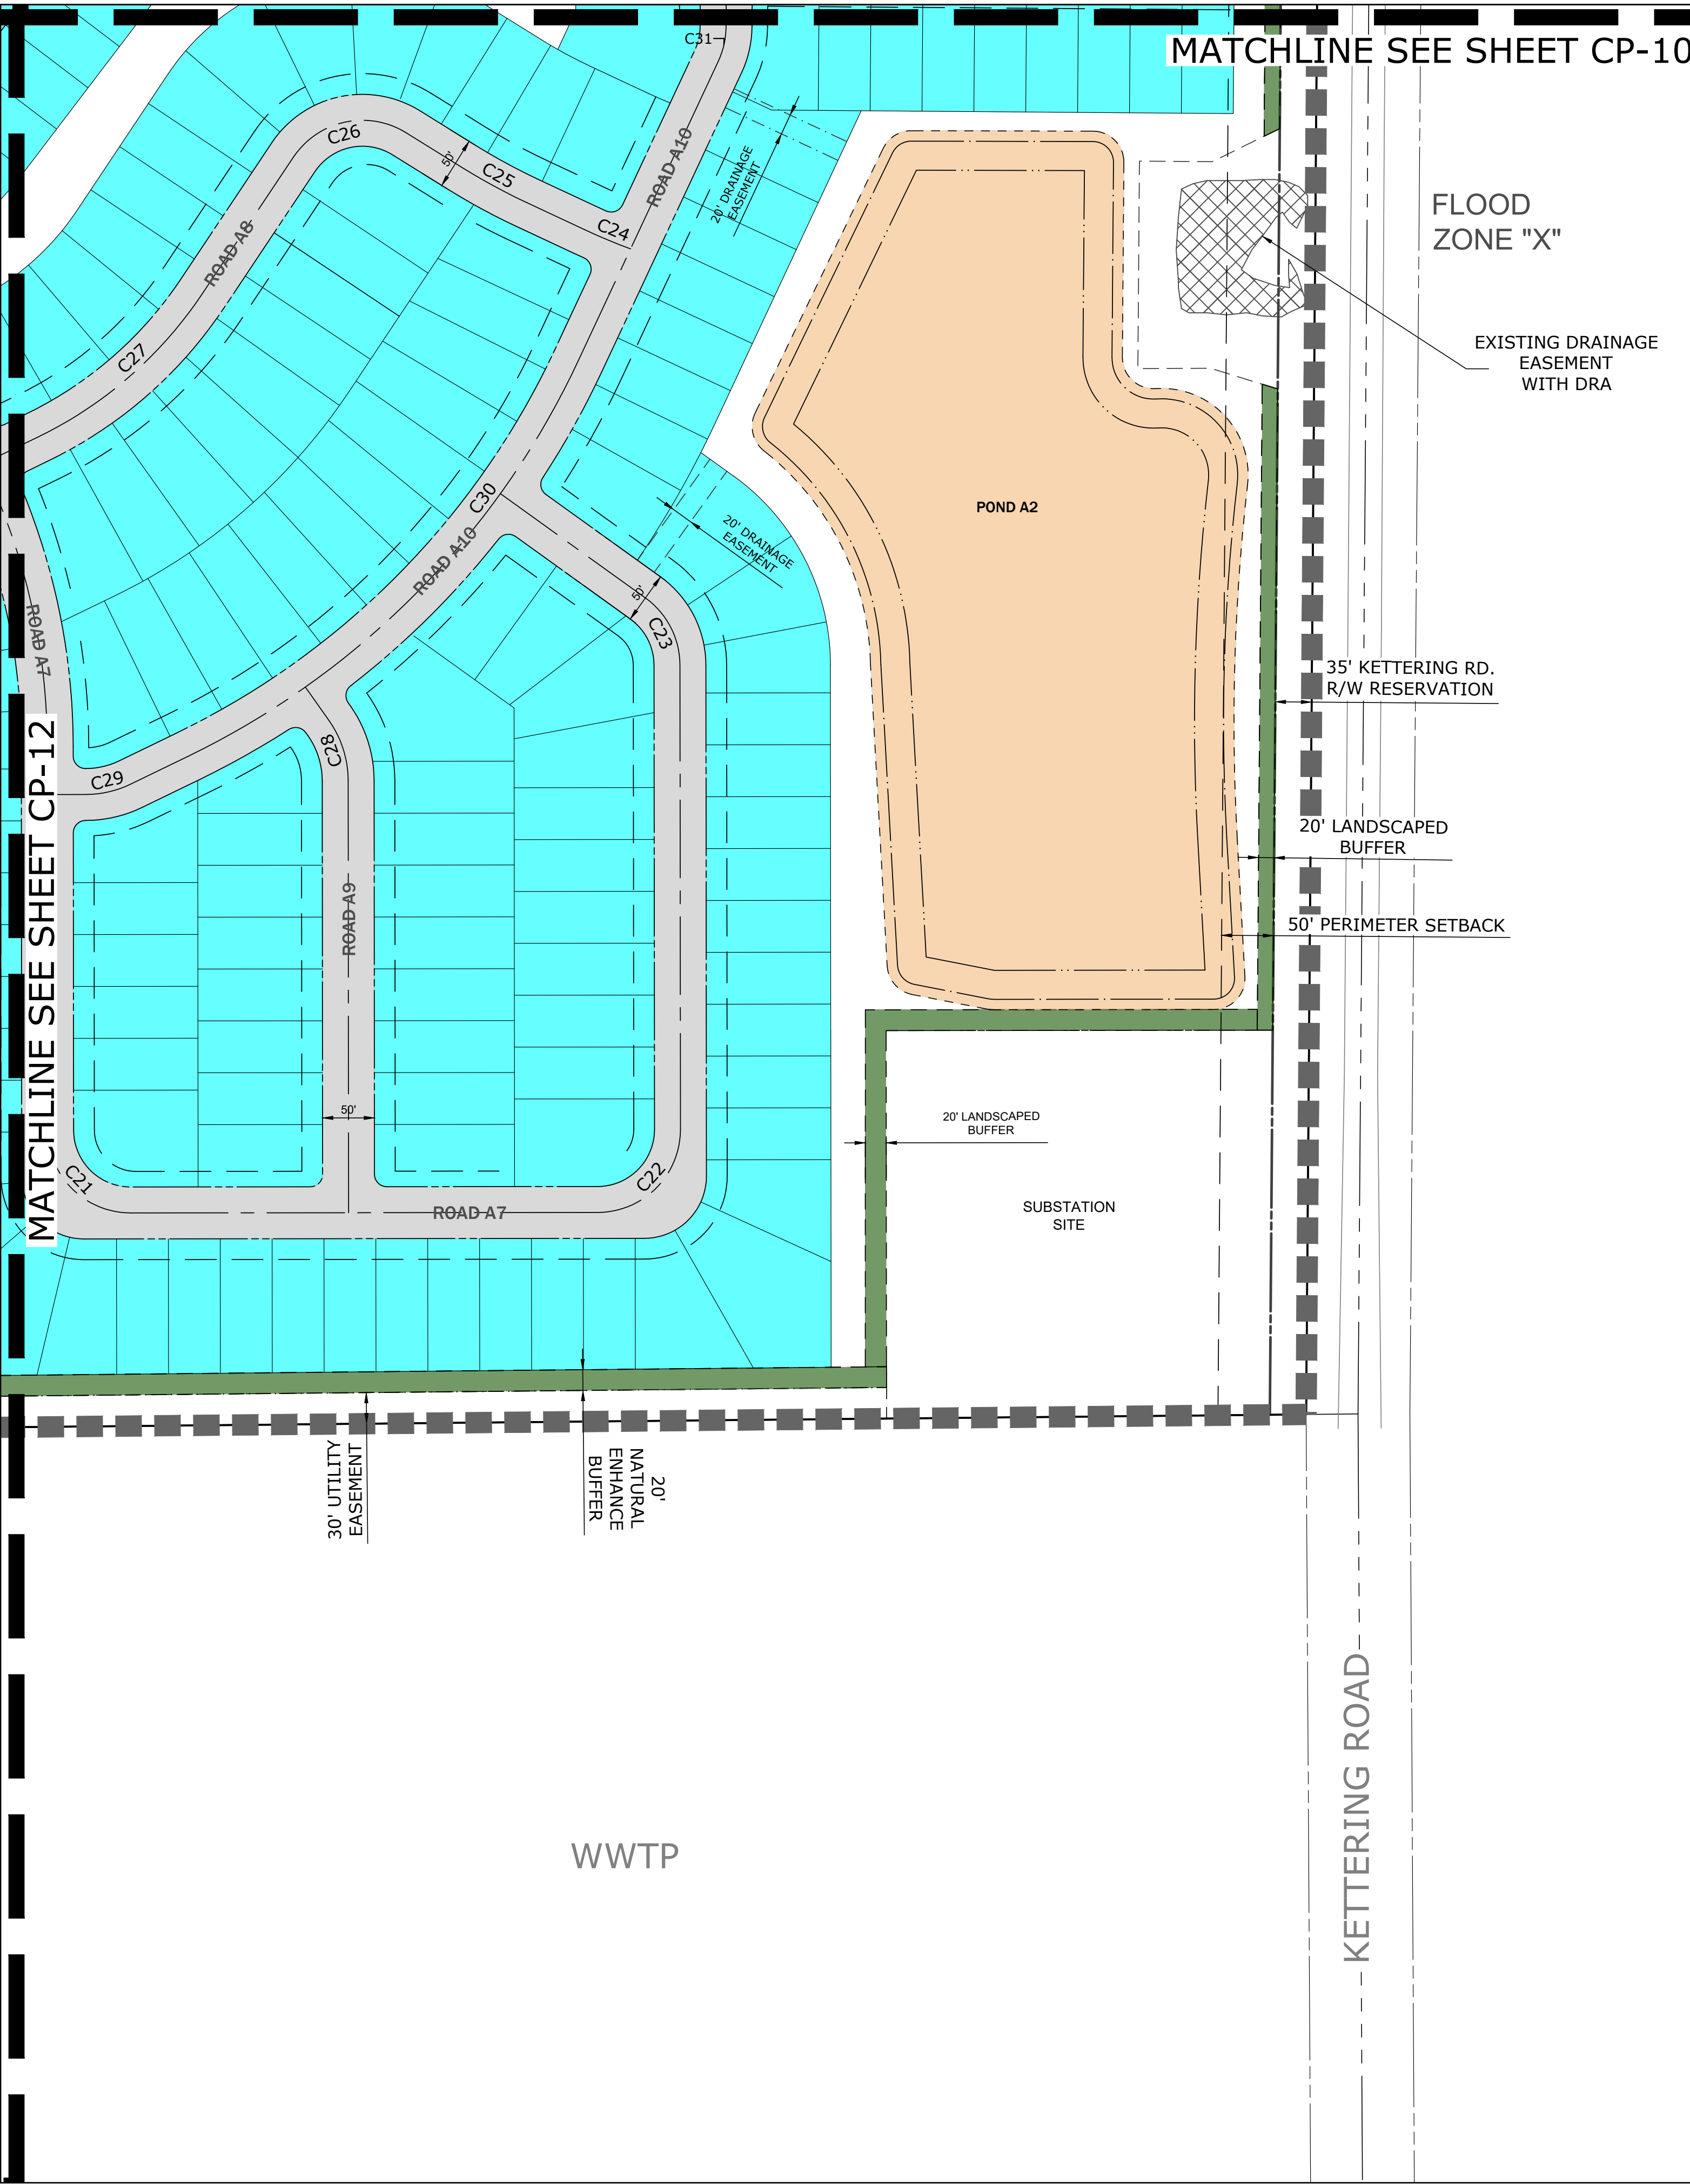 C31
MATCHLINE SEE SHEET CP-10
C26
50'
C25
ROAD A10
20' DRAINAGE
EASEMENT
FLOOD
ZONE "X"
C24
ROAD A8
EXISTING DRAINAGE
EASEMENT
WITH DRA
C27
C30
POND A2
ROAD A10
20' DRAINAGE
EASEMENT
50'
C23
ROAD A7
35' KETTERING RD.
R/W RESERVATION
C28
C29
MATCHLINE SEE SHEET CP-12
20' LANDSCAPED
BUFFER
ROAD A9
50' PERIMETER SETBACK
50'
20' LANDSCAPED
BUFFER
C21
C22
ROAD A7
SUBSTATION
SITE
30' UTILITY
EASEMENT
20'
NATURAL
ENHANCE
BUFFER
KETTERING ROAD
WWTP